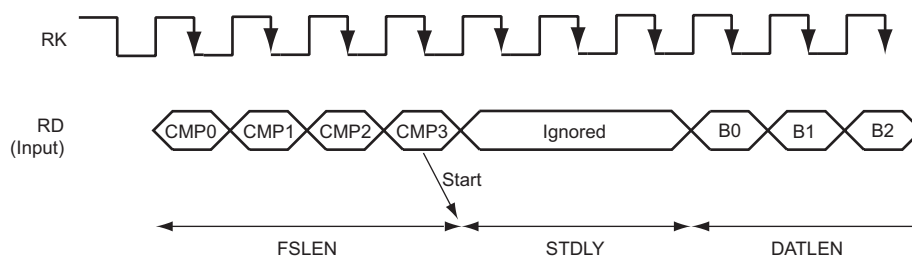 RK
RD
(Input)
CMP0 CMP1 CMP2 CMP3 Ignored B0 B1 B2
Start
FSLEN STDLY DATLEN